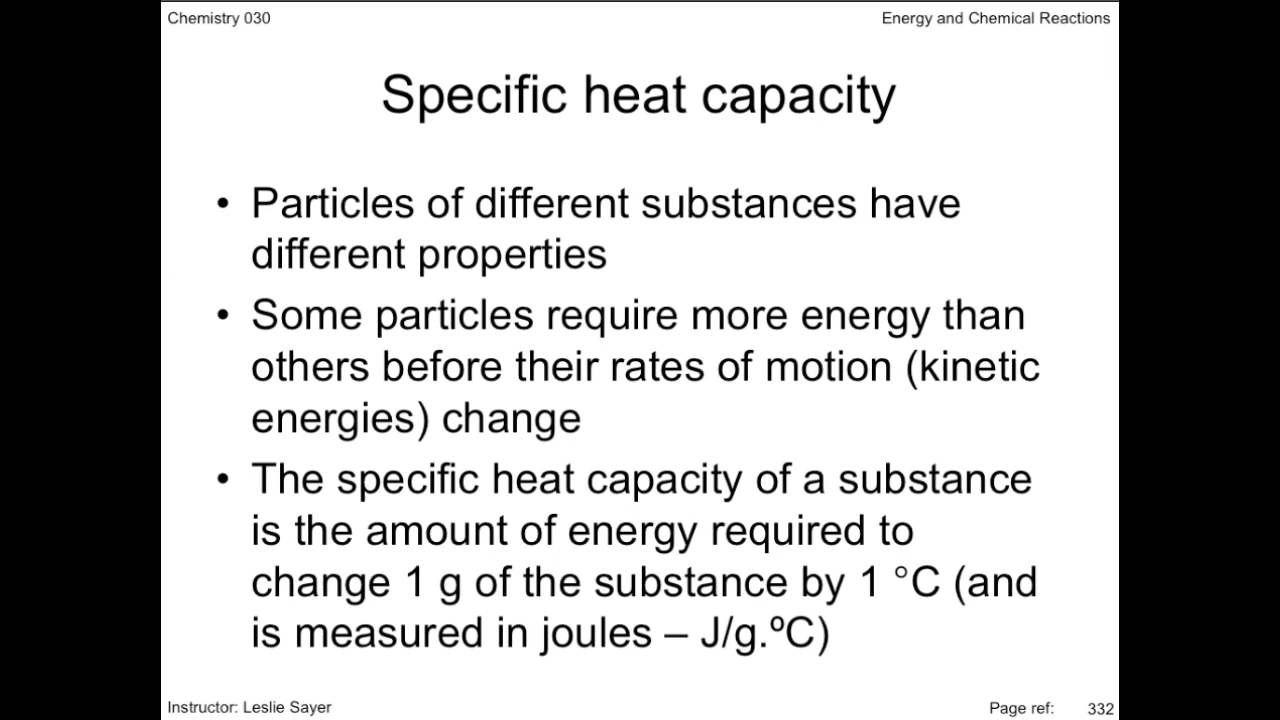 Chemistry 030
Energy and Chemical Reactions
Specific heat capacity
• Particles of different substances have
different properties
• Some particles require more energy than
others before their rates of motion (kinetic
energies) change
• The specific heat capacity of a substance
is the amount of energy required to
change 1 g of the substance by 1 °C (and
is measured in joules – J/g.ºC)
Instructor: Leslie Sayer
Page ref: 332